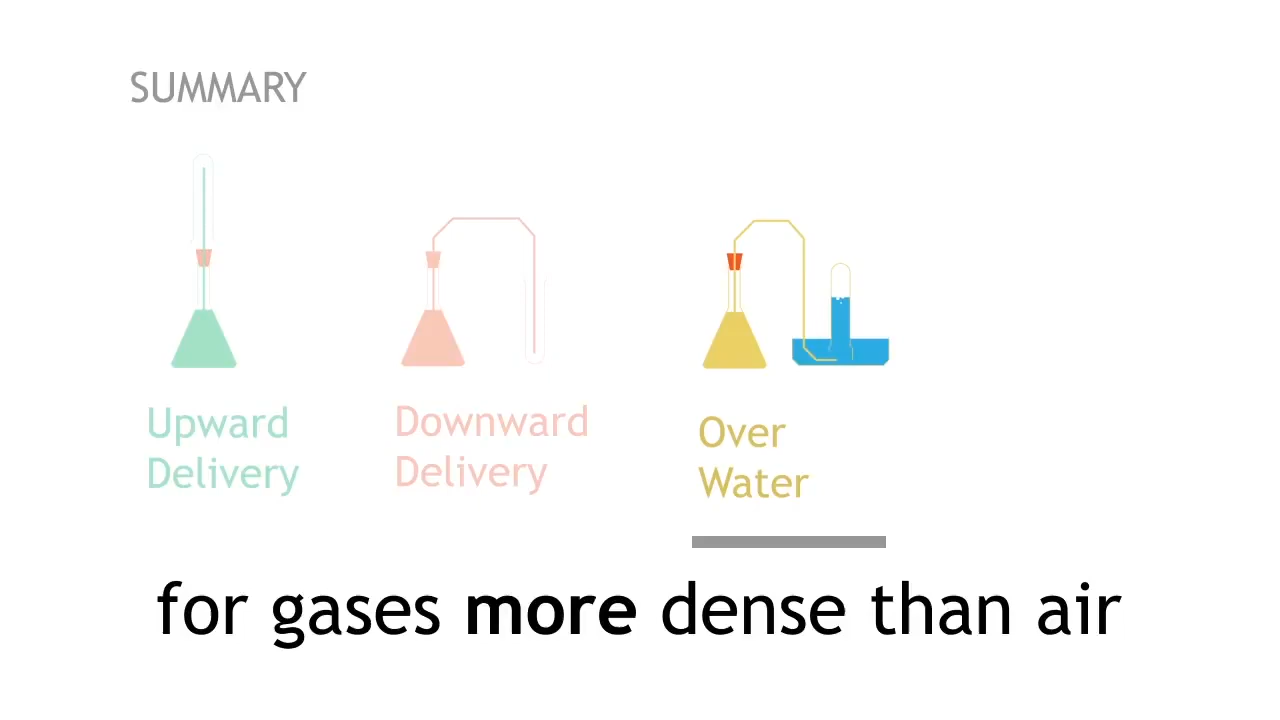 SUMMARY
Upward
Delivery
Downward
Delivery
Over
Water
for gases more dense than air